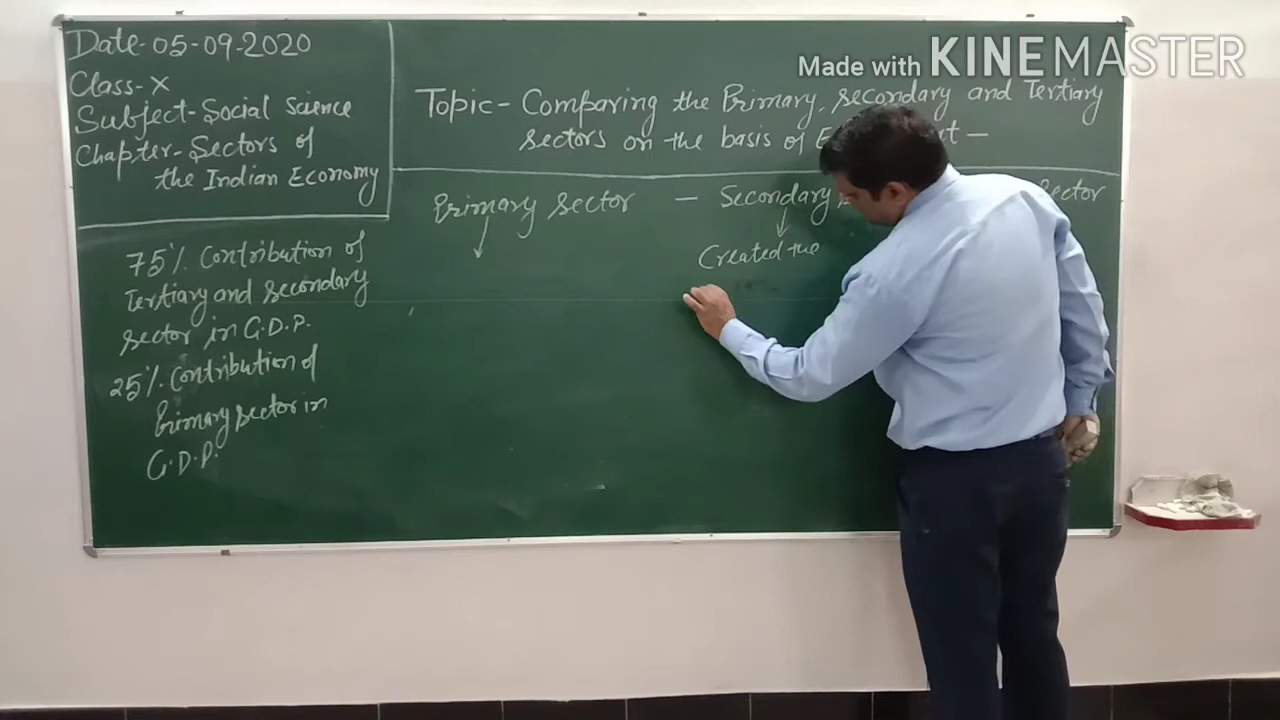 Made with KINEMASTER
Date-05-09-2020
Class-X
Subject-Social Science
Chapter-Sectors of
the Indian Economy
Topic-Comparing the Primary, Secondary and Tertiary
sectors on the basis of
Primary sector - Secondary Sector
Created the
75% Contribution of
Tertiary and secondary
sector in G.D.P.
25% Contribution of
Primary sector in
G.D.P.